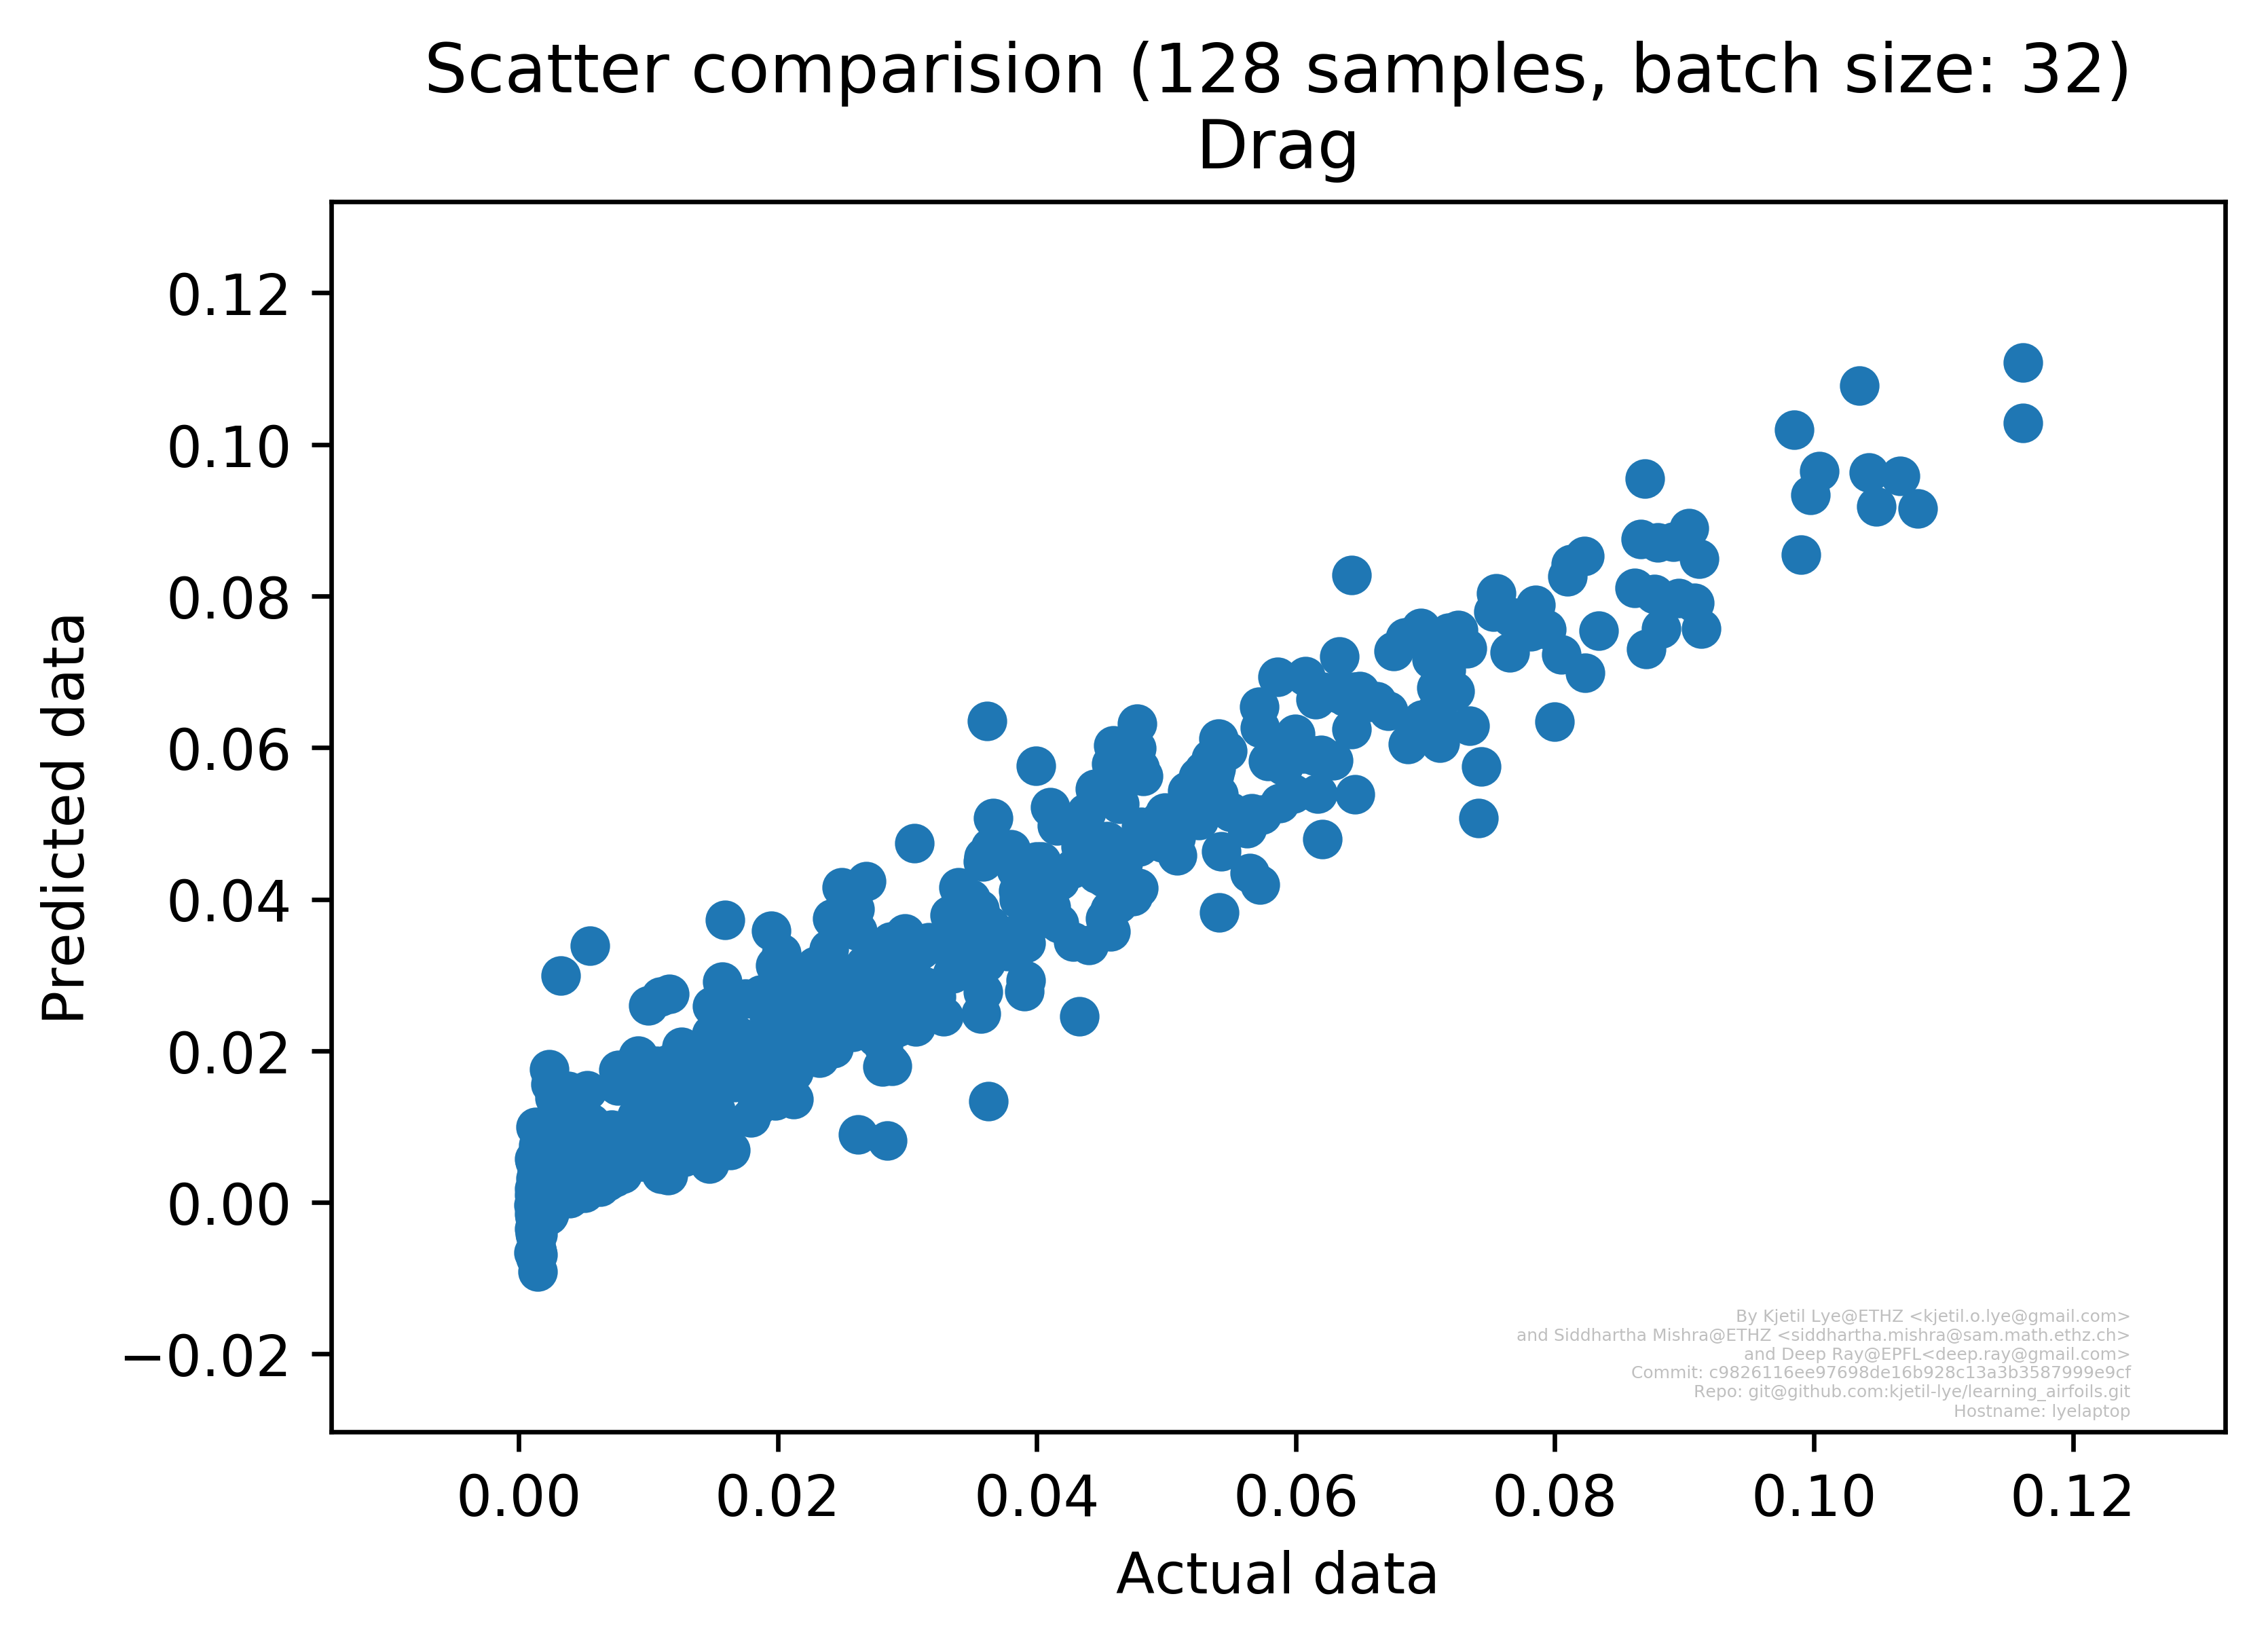 Scatter comparision (128 samples, batch size: 32)
Drag
Predicted data
0.12
0.10
0.08
0.06
0.04
0.02
0.00
−0.02
By Kjetil Lye@ETHZ <kjetil.o.lye@gmail.com>
and Siddhartha Mishra@ETHZ <siddhartha.mishra@sam.math.ethz.ch>
and Deep Ray@EPFL<deep.ray@gmail.com>
Commit: c9826116ee97698de16b928c13a3b3587999e9cf
Repo: git@github.com:kjetil-lye/learning_airfoils.git
Hostname: lyelaptop
0.00 0.02 0.04 0.06 0.08 0.10 0.12
Actual data